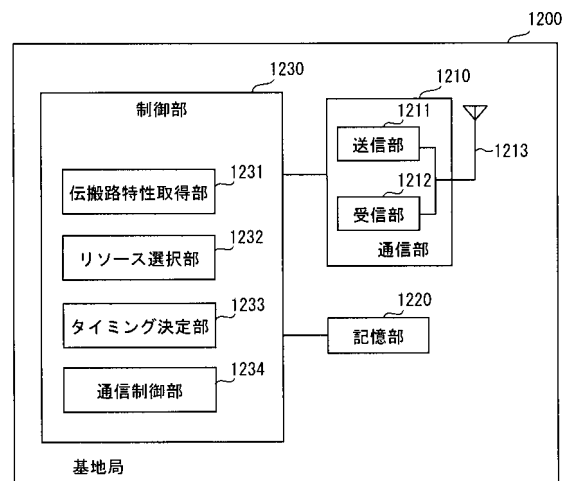 1200
1230
制御部
1231
伝搬路特性取得部
1232
リソース選択部
1233
タイミング決定部
1234
通信制御部
1210
1211
送信部
1212
受信部
通信部
1213
1220
記憶部
基地局